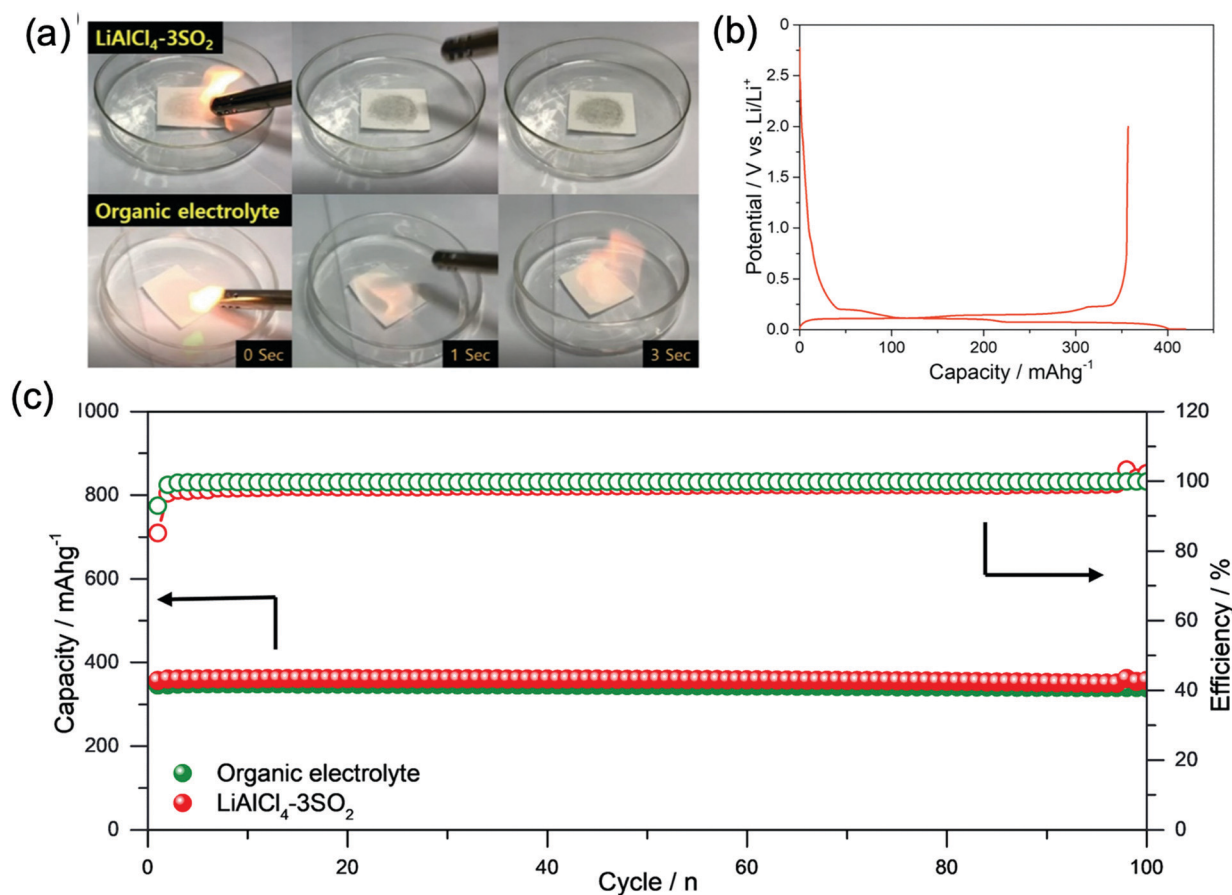 (a)
LiAlCl₄-3SO₂
Organic electrolyte
0 Sec
1 Sec
3 Sec
(b)
0
2.5
2.0
1.5
1.0
0.5
0.0
Potential / V vs. Li/Li⁺
0
100
200
300
400
Capacity / mAhg⁻¹
(c)
1000
800
600
400
200
0
Capacity / mAhg⁻¹
120
100
80
60
40
20
0
Efficiency / %
Organic electrolyte
LiAlCl₄-3SO₂
0
20
40
60
80
100
Cycle / n